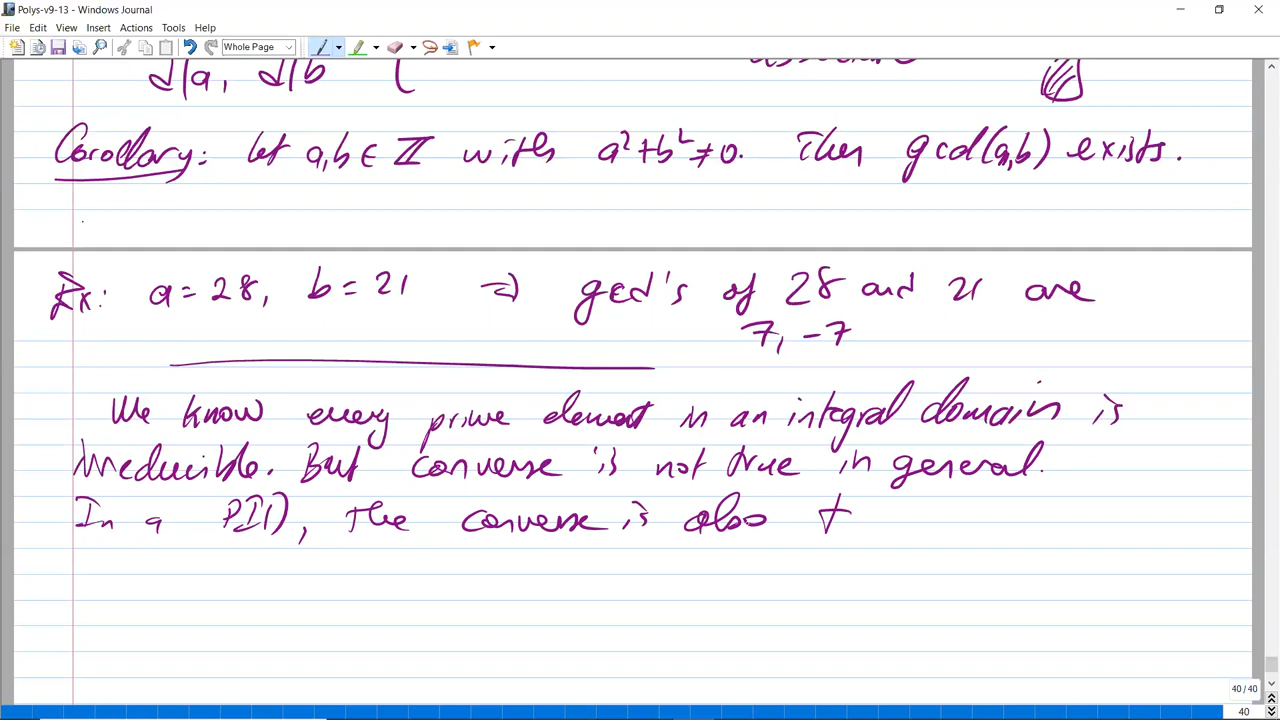 Polys-v9-13 - Windows Journal
File Edit View Insert Actions Tools Help
Whole Page
d|a, d|b
associate
Corollary: let a,b ∈ ℤ with a²+b²≠0. Then gcd(a,b) exists.
Ex: a = 28, b = 21 ⇒ gcd's of 28 and 21 are
7, -7
We know every prime element in an integral domain is
irreducible. But converse is not true in general.
In a PID, the converse is also t
40 / 40
40